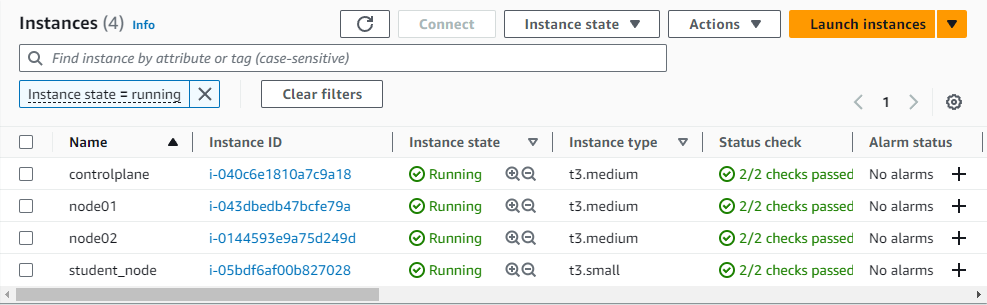 Instances (4) Info
Connect Instance state Actions Launch instances
Find instance by attribute or tag (case-sensitive)
Instance state = running Clear filters
1
Name Instance ID Instance state Instance type Status check Alarm status
controlplane i-040c6e1810a7c9a18 Running t3.medium 2/2 checks passed No alarms
node01 i-043dbedb47bcfe79a Running t3.medium 2/2 checks passed No alarms
node02 i-0144593e9a75d249d Running t3.medium 2/2 checks passed No alarms
student_node i-05bdf6af00b827028 Running t3.small 2/2 checks passed No alarms